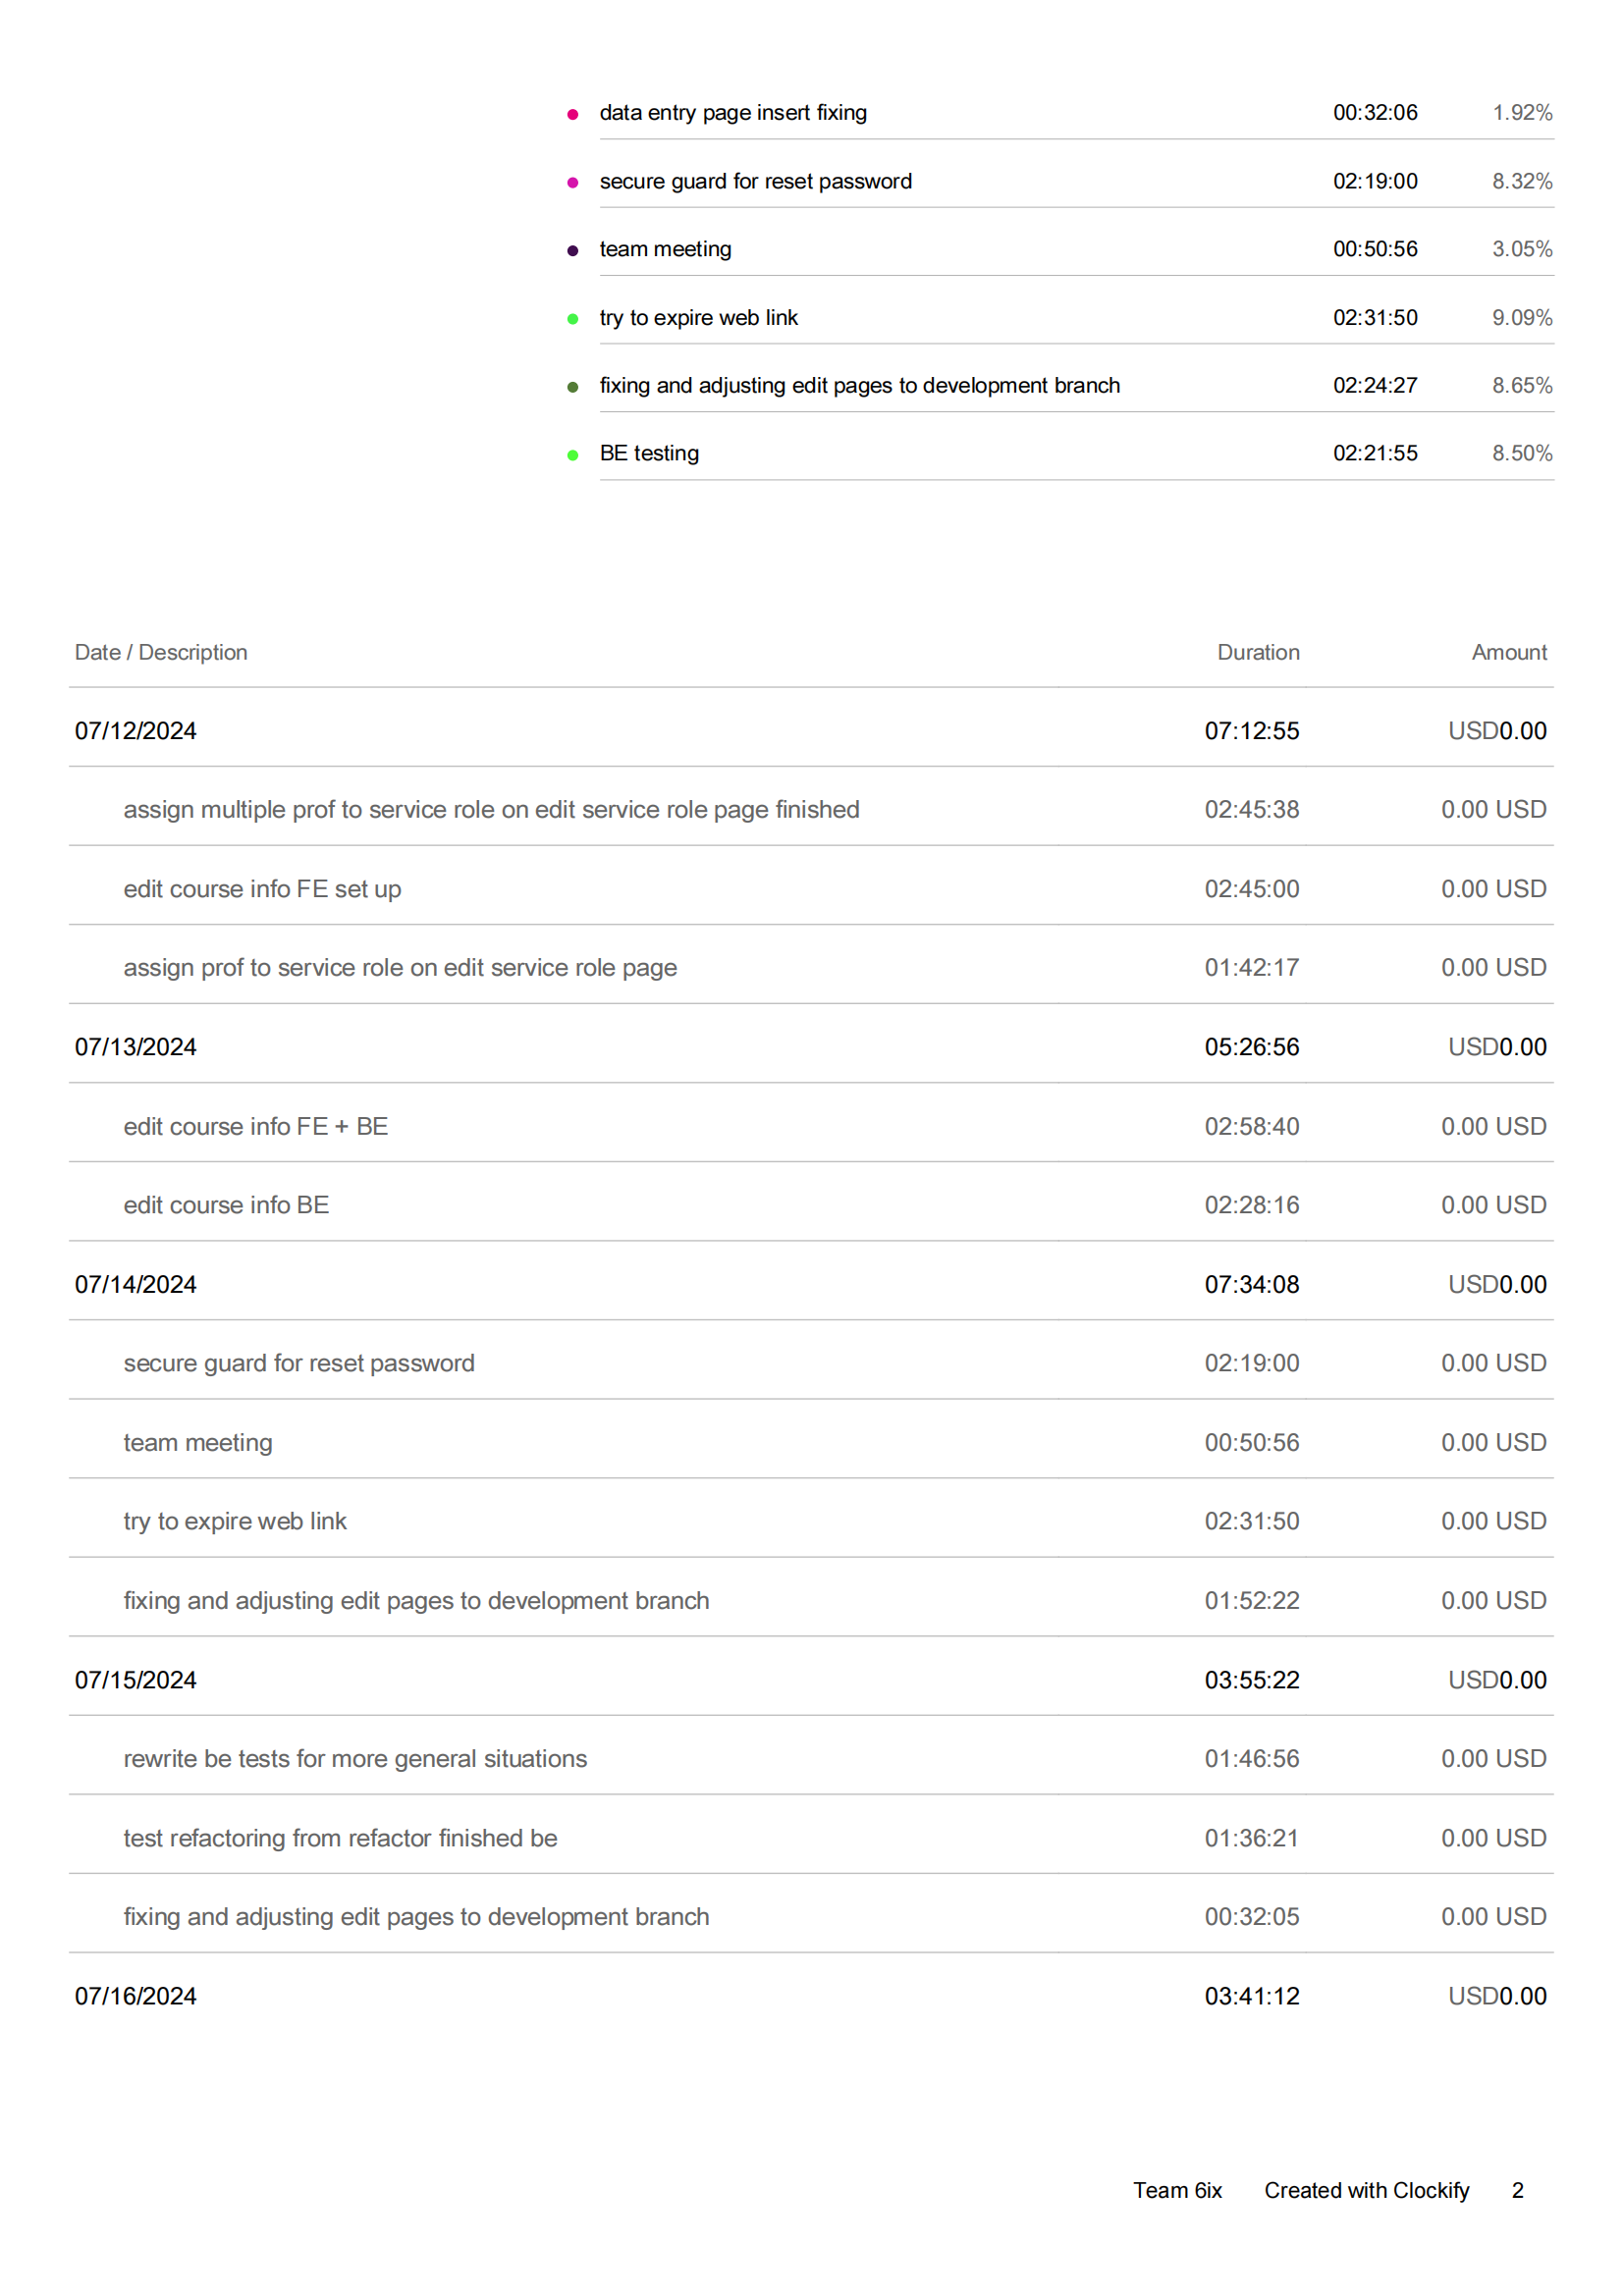 data entry page insert fixing 00:32:06 1.92%
secure guard for reset password 02:19:00 8.32%
team meeting 00:50:56 3.05%
try to expire web link 02:31:50 9.09%
fixing and adjusting edit pages to development branch 02:24:27 8.65%
BE testing 02:21:55 8.50%
Date / Description Duration Amount
07/12/2024 07:12:55 USD0.00
assign multiple prof to service role on edit service role page finished 02:45:38 0.00 USD
edit course info FE set up 02:45:00 0.00 USD
assign prof to service role on edit service role page 01:42:17 0.00 USD
07/13/2024 05:26:56 USD0.00
edit course info FE + BE 02:58:40 0.00 USD
edit course info BE 02:28:16 0.00 USD
07/14/2024 07:34:08 USD0.00
secure guard for reset password 02:19:00 0.00 USD
team meeting 00:50:56 0.00 USD
try to expire web link 02:31:50 0.00 USD
fixing and adjusting edit pages to development branch 01:52:22 0.00 USD
07/15/2024 03:55:22 USD0.00
rewrite be tests for more general situations 01:46:56 0.00 USD
test refactoring from refactor finished be 01:36:21 0.00 USD
fixing and adjusting edit pages to development branch 00:32:05 0.00 USD
07/16/2024 03:41:12 USD0.00
Team 6ix Created with Clockify 2